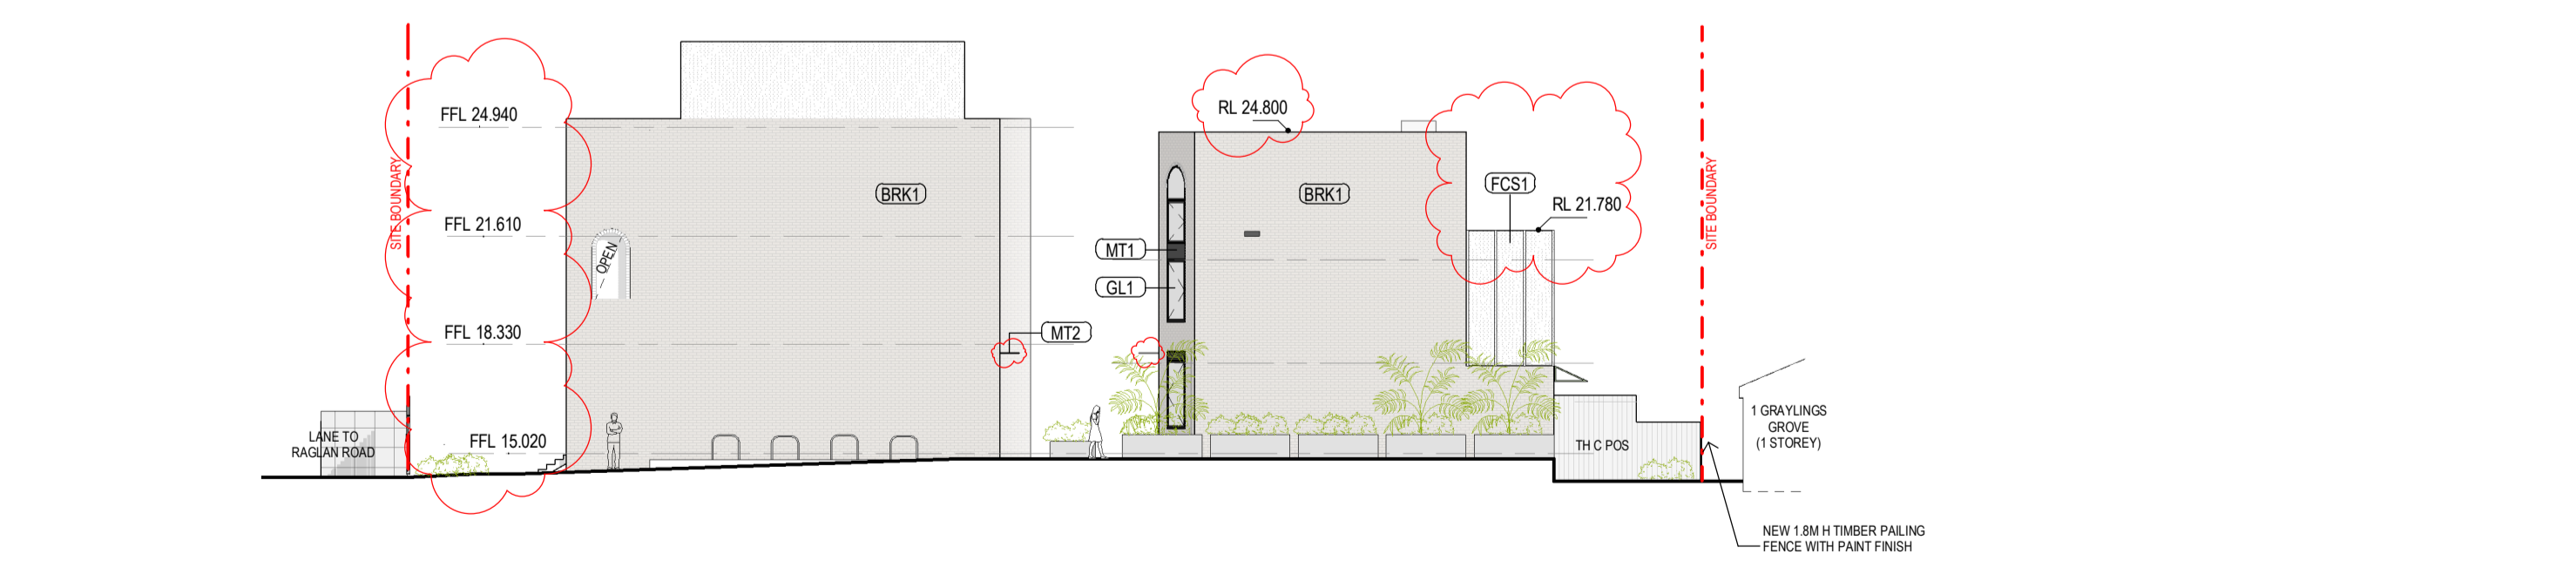 SITE BOUNDARY
FFL 24.940
FFL 21.610
FFL 18.330
FFL 15.020
LANE TO
RAGLAN ROAD
OPEN
BRK1
MT2
RL 24.800
BRK1
MT1
GL1
FCS1
RL 21.780
SITE BOUNDARY
TH C POS
1 GRAYLINGS
GROVE
(1 STOREY)
NEW 1.8M H TIMBER PAILING
FENCE WITH PAINT FINISH